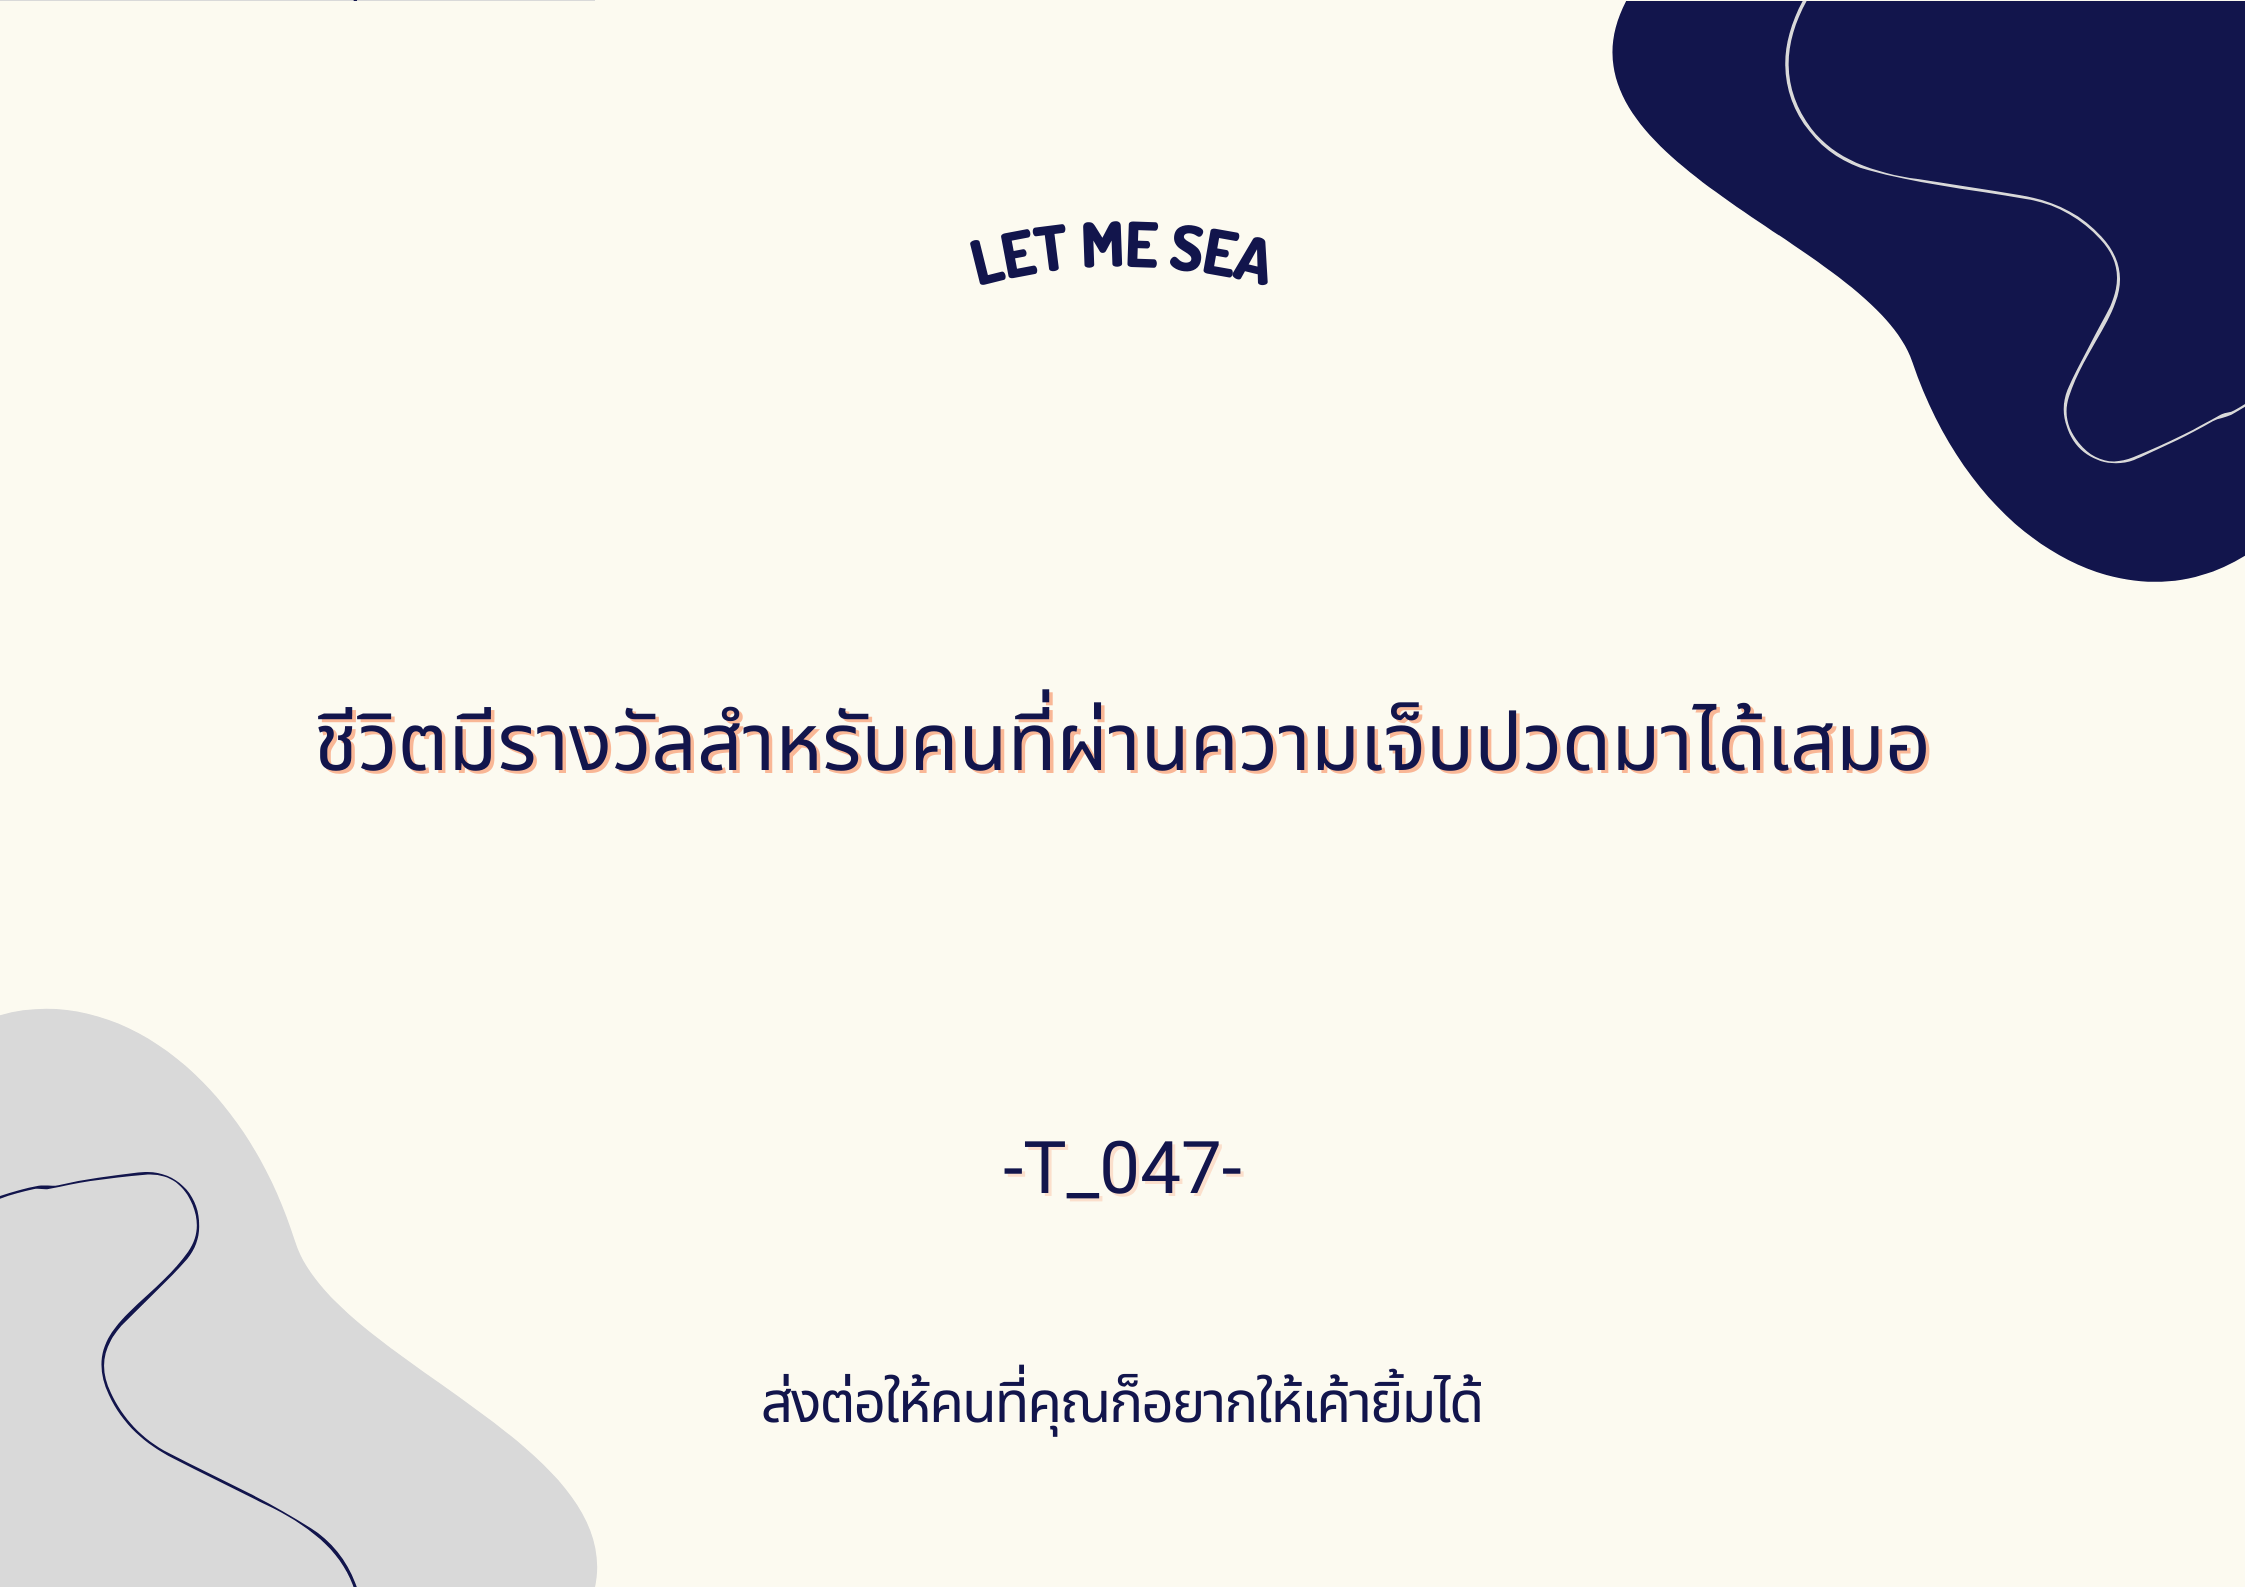 LET ME SEA
ชีวิตมีรางวัลสำหรับคนที่ผ่านความเจ็บปวดมาได้เสมอ
-T_047-
ส่งต่อให้คนที่คุณก็อยากให้เค้ายิ้มได้